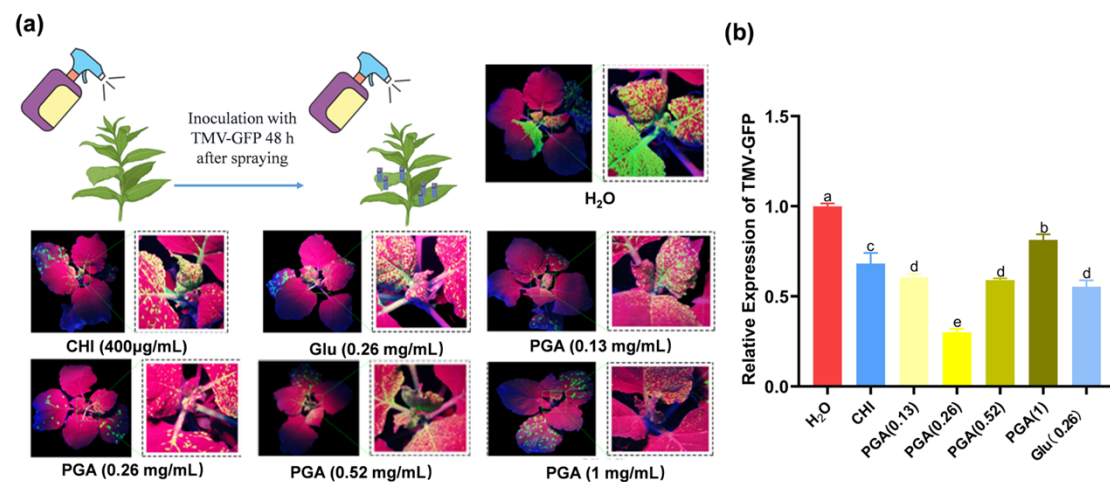 (a)
Inoculation with
TMV-GFP 48 h
after spraying
H₂O
CHI (400μg/mL)
Glu (0.26 mg/mL)
PGA (0.13 mg/mL)
PGA (0.26 mg/mL)
PGA (0.52 mg/mL)
PGA (1 mg/mL)
(b)
Relative Expression of TMV-GFP
1.5
1.0
0.5
0.0
a
c
d
e
d
b
d
H₂O
CHI
PGA(0.13)
PGA(0.26)
PGA(0.52)
PGA(1)
Glu( 0.26)